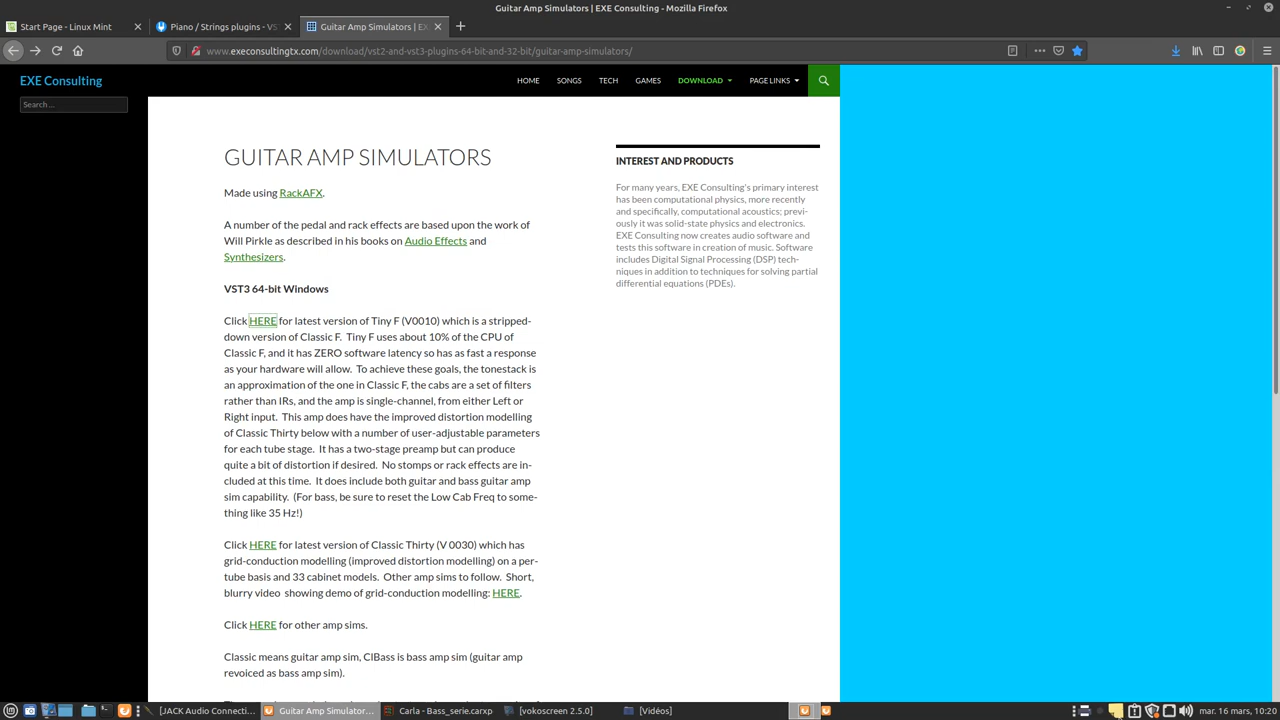 Guitar Amp Simulators | EXE Consulting - Mozilla Firefox
Start Page - Linux Mint
Piano / Strings plugins - VS
Guitar Amp Simulators | EX
www.execonsultingtx.com/download/vst2-and-vst3-plugins-64-bit-and-32-bit/guitar-amp-simulators/
EXE Consulting
HOME SONGS TECH GAMES DOWNLOAD PAGE LINKS
Search ...
GUITAR AMP SIMULATORS
Made using RackAFX.
A number of the pedal and rack effects are based upon the work of
Will Pirkle as described in his books on Audio Effects and
Synthesizers.
VST3 64-bit Windows
Click HERE for latest version of Tiny F (V0010) which is a stripped-
down version of Classic F. Tiny F uses about 10% of the CPU of
Classic F, and it has ZERO software latency so has as fast a response
as your hardware will allow. To achieve these goals, the tonestack is
an approximation of the one in Classic F, the cabs are a set of filters
rather than IRs, and the amp is single-channel, from either Left or
Right input. This amp does have the improved distortion modelling
of Classic Thirty below with a number of user-adjustable parameters
for each tube stage. It has a two-stage preamp but can produce
quite a bit of distortion if desired. No stomps or rack effects are in-
cluded at this time. It does include both guitar and bass guitar amp
sim capability. (For bass, be sure to reset the Low Cab Freq to some-
thing like 35 Hz!)
Click HERE for latest version of Classic Thirty (V 0030) which has
grid-conduction modelling (improved distortion modelling) on a per-
tube basis and 33 cabinet models. Other amp sims to follow. Short,
blurry video showing demo of grid-conduction modelling: HERE.
Click HERE for other amp sims.
Classic means guitar amp sim, ClBass is bass amp sim (guitar amp
revoiced as bass amp sim).
INTEREST AND PRODUCTS
For many years, EXE Consulting's primary interest
has been computational physics, more recently
and specifically, computational acoustics; previ-
ously it was solid-state physics and electronics.
EXE Consulting now creates audio software and
tests this software in creation of music. Software
includes Digital Signal Processing (DSP) tech-
niques in addition to techniques for solving partial
differential equations (PDEs).
[JACK Audio Connecti...
Guitar Amp Simulator...
Carla - Bass_serie.carxp
[vokoscreen 2.5.0]
[Vidéos]
mar. 16 mars, 10:20